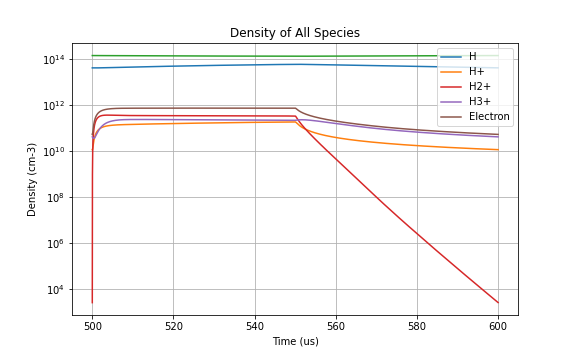 Density of All Species
H
H+
H2+
H3+
Electron
Density (cm-3)
10^14
10^12
10^10
10^8
10^6
10^4
500
520
540
560
580
600
Time (us)